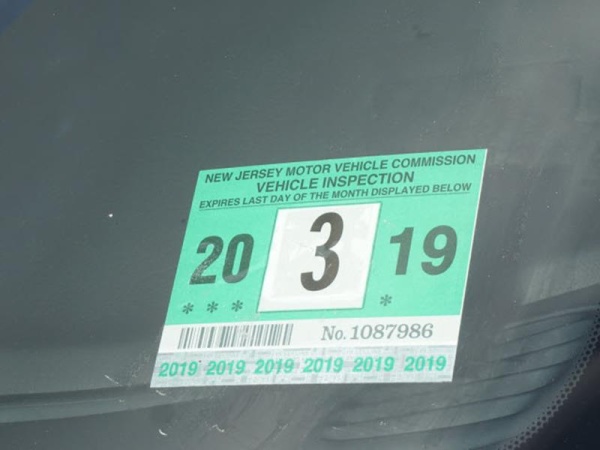 NEW JERSEY MOTOR VEHICLE COMMISSION
VEHICLE INSPECTION
EXPIRES LAST DAY OF THE MONTH DISPLAYED BELOW
20 3 19
* * * *
No. 1087986
2019 2019 2019 2019 2019 2019